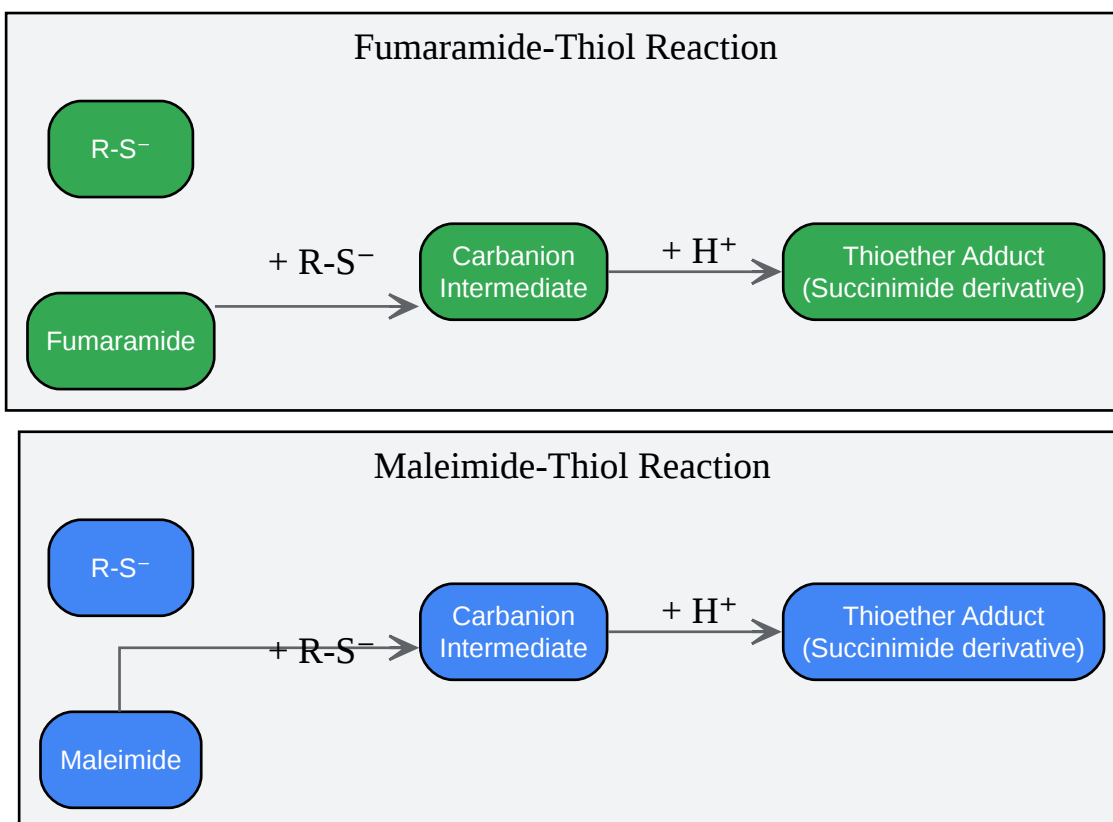 Fumaramide-Thiol Reaction
R-S⁻
+ R-S⁻
Carbanion
Intermediate
+ H⁺
Thioether Adduct
(Succinimide derivative)
Fumaramide
Maleimide-Thiol Reaction
R-S⁻
+ R-S⁻
Carbanion
Intermediate
+ H⁺
Thioether Adduct
(Succinimide derivative)
Maleimide